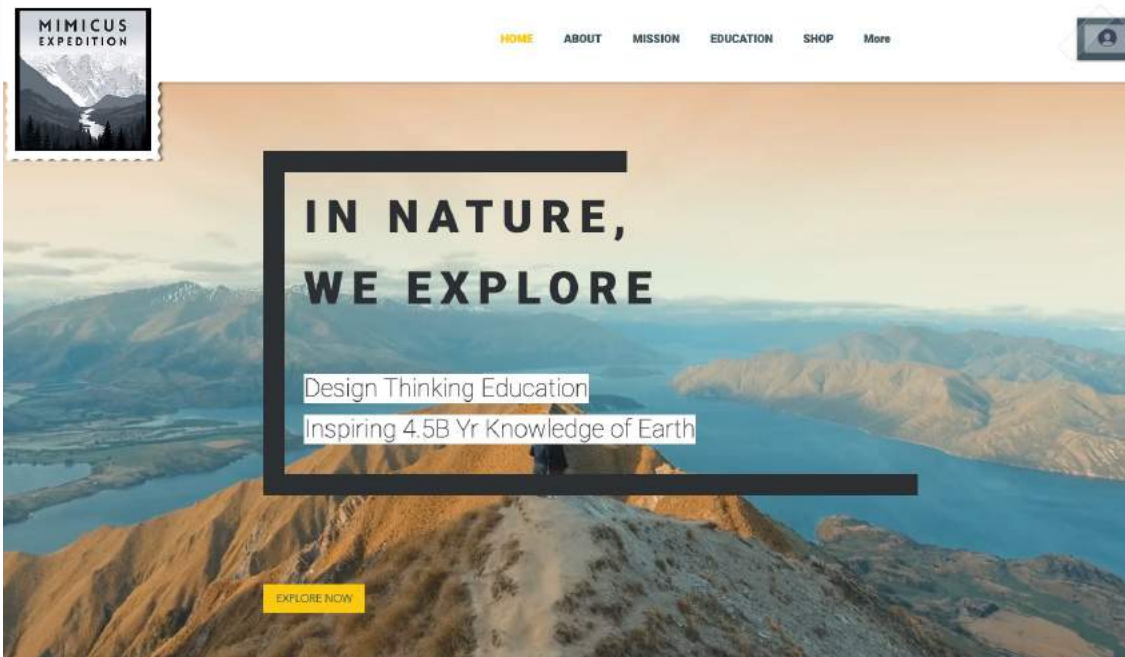 MIMICUS
EXPEDITION
HOME ABOUT MISSION EDUCATION SHOP More
IN NATURE,
WE EXPLORE
Design Thinking Education
Inspiring 4.5B Yr Knowledge of Earth
EXPLORE NOW